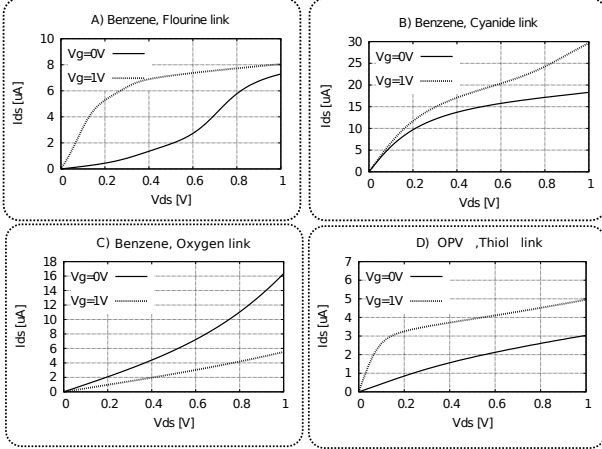 A) Benzene, Flourine link
Ids [uA]
10
8
6
4
2
0
Vg=0V
Vg=1V
0 0.2 0.4 0.6 0.8 1
Vds [V]
B) Benzene, Cyanide link
Ids [uA]
30
25
20
15
10
5
0
Vg=0V
Vg=1V
0 0.2 0.4 0.6 0.8 1
Vds [V]
C) Benzene, Oxygen link
Ids [uA]
18
16
14
12
10
8
6
4
2
0
Vg=0V
Vg=1V
0 0.2 0.4 0.6 0.8 1
Vds [V]
D) OPV ,Thiol link
Ids [uA]
7
6
5
4
3
2
1
0
Vg=0V
Vg=1V
0 0.2 0.4 0.6 0.8 1
Vds [V]